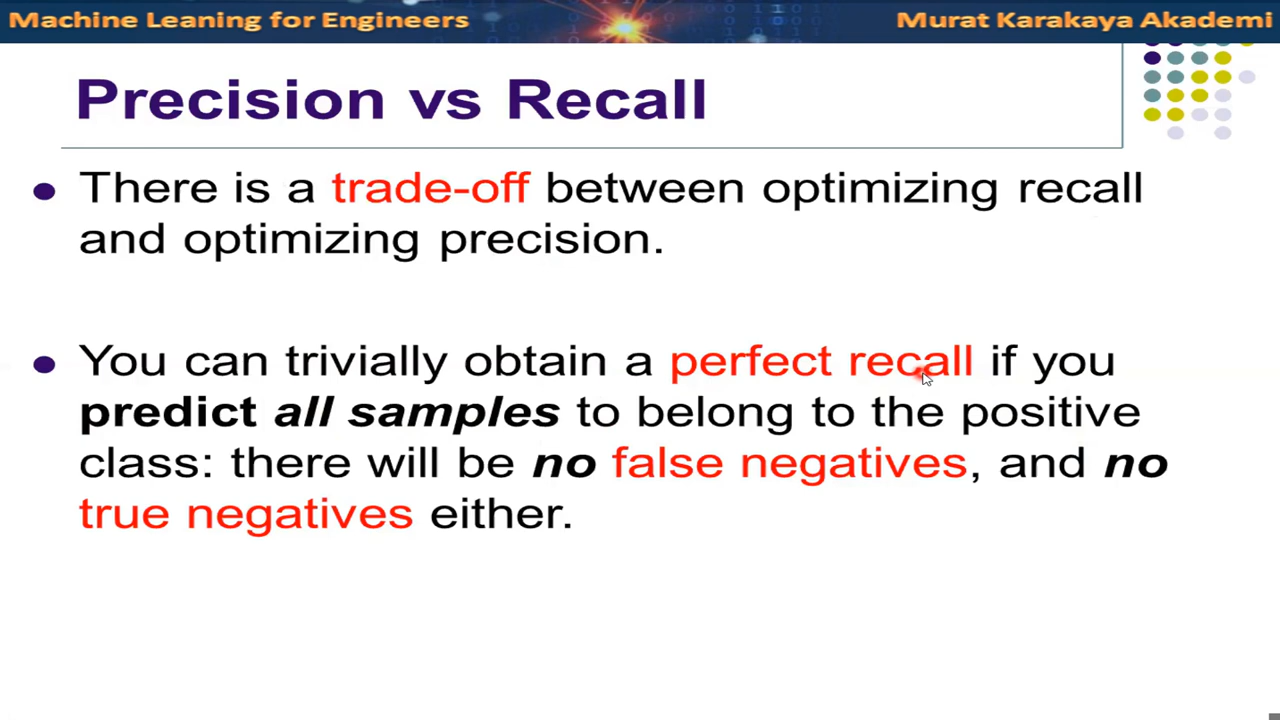 Machine Leaning for Engineers
Murat Karakaya Akademi
Precision vs Recall
There is a trade-off between optimizing recall
and optimizing precision.
You can trivially obtain a perfect recall if you
predict all samples to belong to the positive
class: there will be no false negatives, and no
true negatives either.